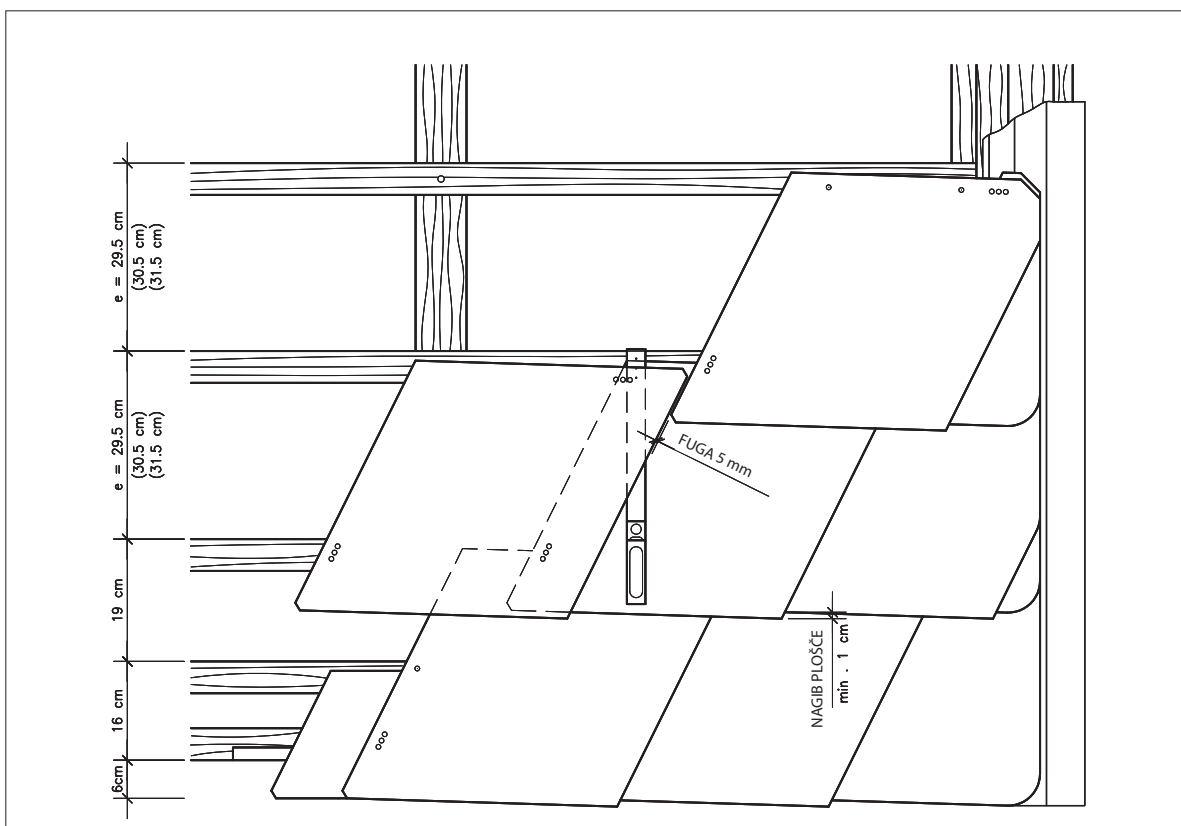 e = 29.5 cm
(30.5 cm)
(31.5 cm)
e = 29.5 cm
(30.5 cm)
(31.5 cm)
19 cm
16 cm
6cm
FUGA 5 mm
NAGIB PLOŠČE
min . 1 cm